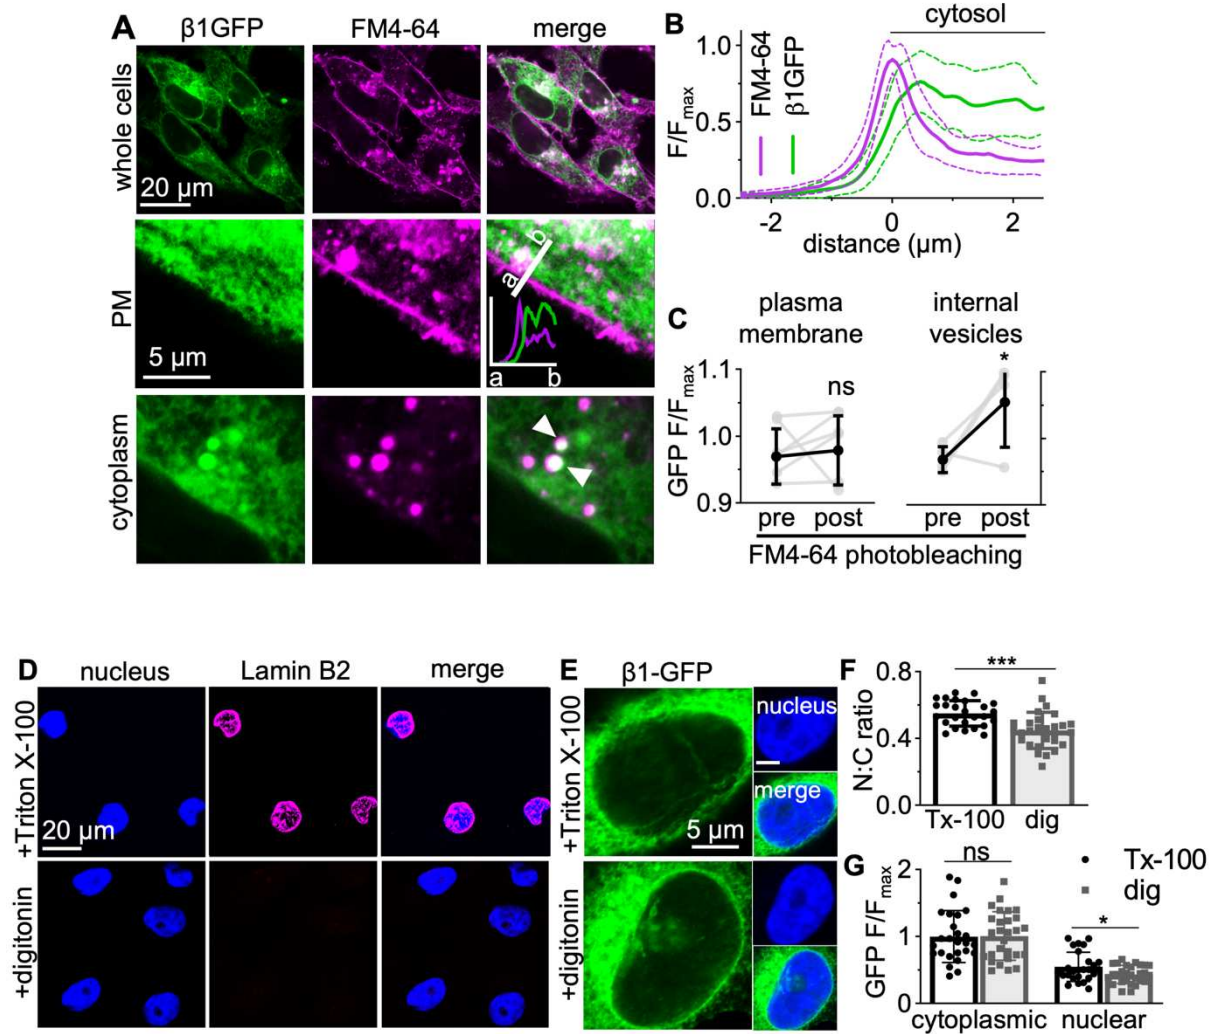 A
β1GFP
FM4-64
merge
whole cells
20 µm
PM
5 µm
a
b
a
b
cytoplasm
B
cytosol
FM4-64
β1GFP
F/Fmax
1.0
0.5
0.0
-2
0
2
distance (µm)
C
plasma
membrane
internal
vesicles
GFP F/Fmax
1.1
1.0
0.9
ns
*
pre
post
pre
post
FM4-64 photobleaching
D
nucleus
Lamin B2
merge
+Triton X-100
20 µm
+digitonin
E
β1-GFP
+Triton X-100
nucleus
merge
5 µm
+digitonin
F
***
N:C ratio
0.8
0.4
0.0
Tx-100
dig
G
ns
Tx-100
dig
*
GFP F/Fmax
2
1
0
cytoplasmic
nuclear